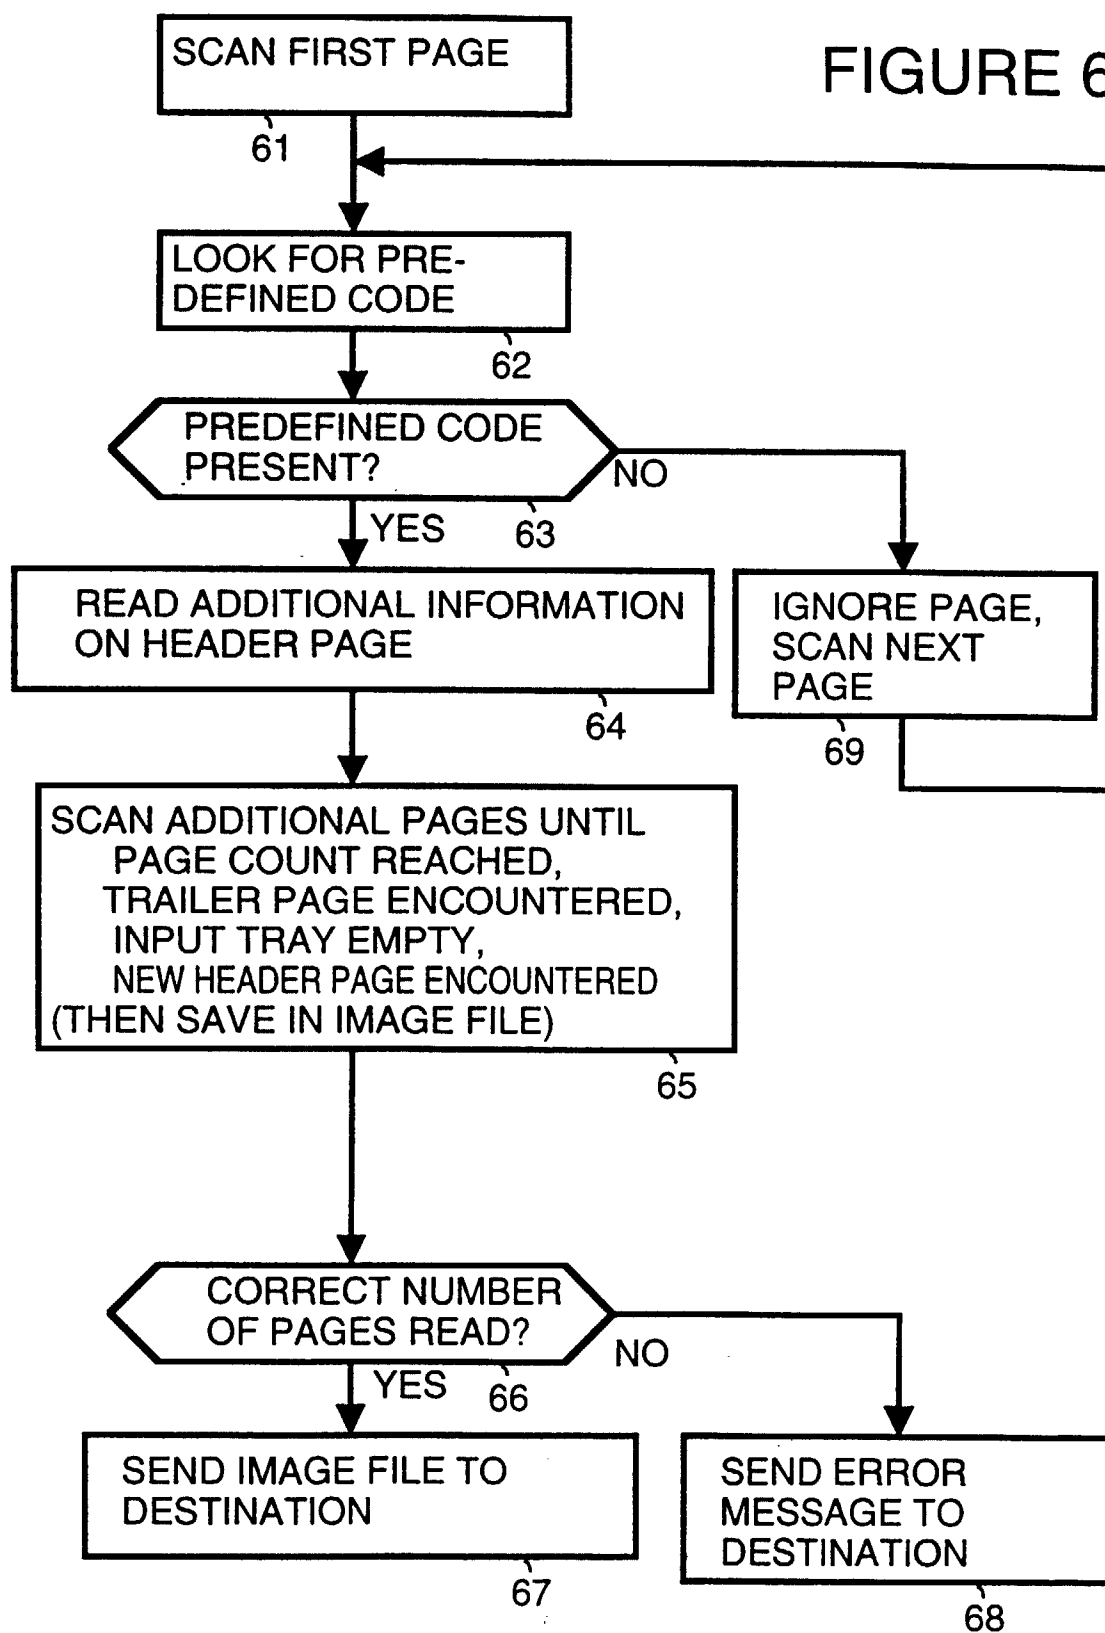 SCAN FIRST PAGE
FIGURE 6
61
LOOK FOR PRE-
DEFINED CODE
62
PREDEFINED CODE
PRESENT?
NO
YES
63
READ ADDITIONAL INFORMATION
ON HEADER PAGE
64
IGNORE PAGE,
SCAN NEXT
PAGE
69
SCAN ADDITIONAL PAGES UNTIL
PAGE COUNT REACHED,
TRAILER PAGE ENCOUNTERED,
INPUT TRAY EMPTY,
NEW HEADER PAGE ENCOUNTERED
(THEN SAVE IN IMAGE FILE)
65
CORRECT NUMBER
OF PAGES READ?
NO
YES
66
SEND IMAGE FILE TO
DESTINATION
67
SEND ERROR
MESSAGE TO
DESTINATION
68